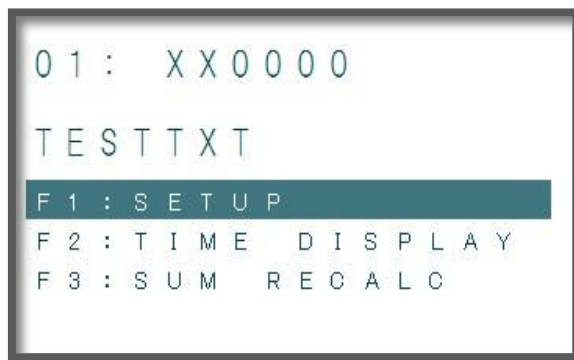 01: XX0000
TESTTXT
F1:SETUP
F2:TIME DISPLAY
F3:SUM RECALC